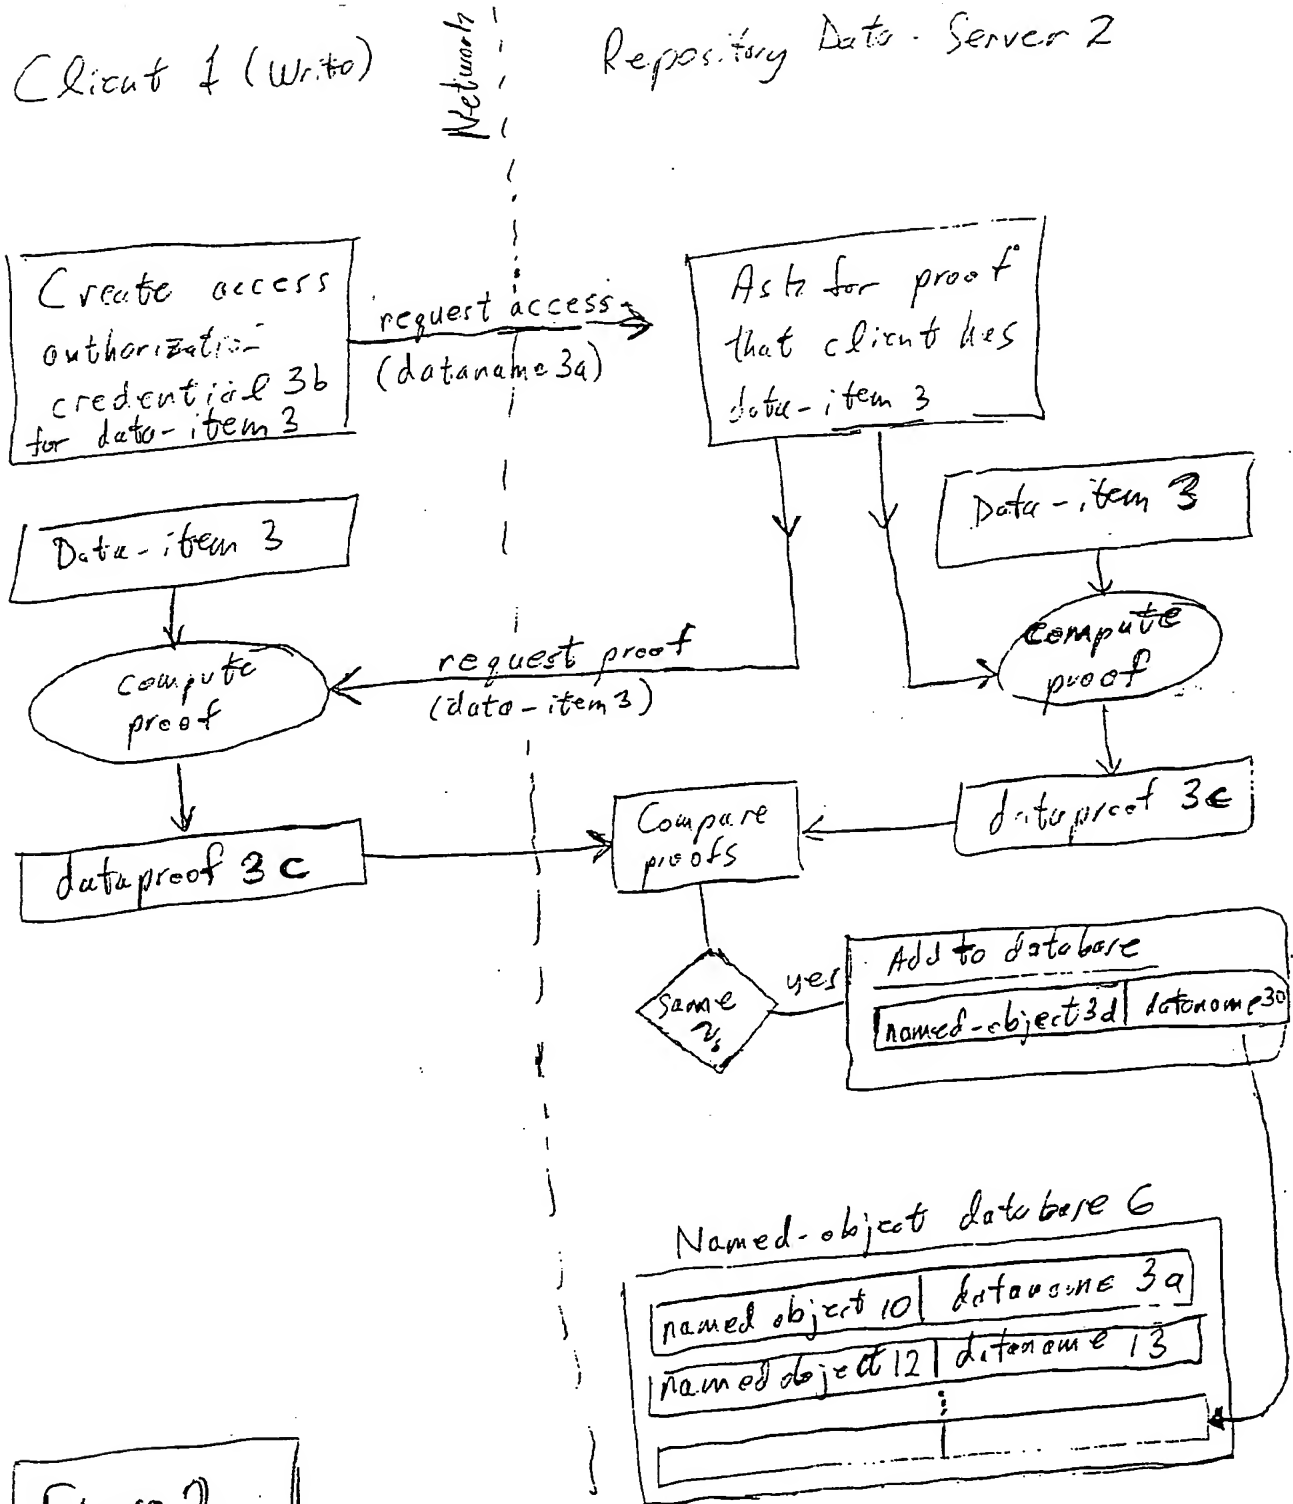 Client 1 (Write)
Network
Repository Data-Server 2
Create access
authorization
credential 3b
for data-item 3
request access
(dataname 3a)
Ask for proof
that client has
data-item 3
Data-item 3
Data-item 3
compute
proof
request proof
(data-item 3)
compute
proof
dataproof 3c
Compare
proofs
dataproof 3c
same
?
yes
Add to database
named-object 3d | dataname 3a
Named-object database 6
named object 10 | dataname 3a
named object 12 | dataname 13